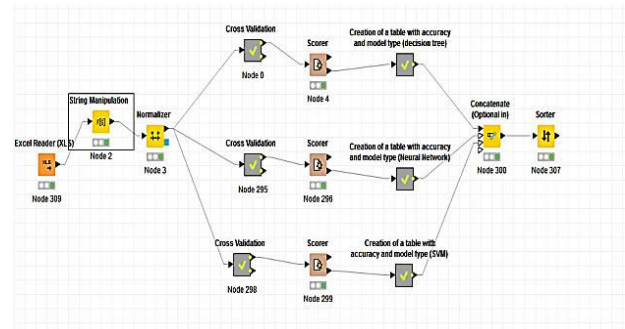 Cross Validation
Node 0
Scorer
Node 4
Creation of a table with accuracy
and model type (decision tree)
String Manipulation
Node 2
Normalizer
Node 3
Excel Reader (XLS)
XLS
Node 309
Cross Validation
Node 295
Scorer
Node 296
Creation of a table with accuracy
and model type (Neural Network)
Concatenate
(Optional in)
Node 300
Sorter
Node 307
Cross Validation
Node 298
Scorer
Node 299
Creation of a table with
accuracy and model type (SVM)